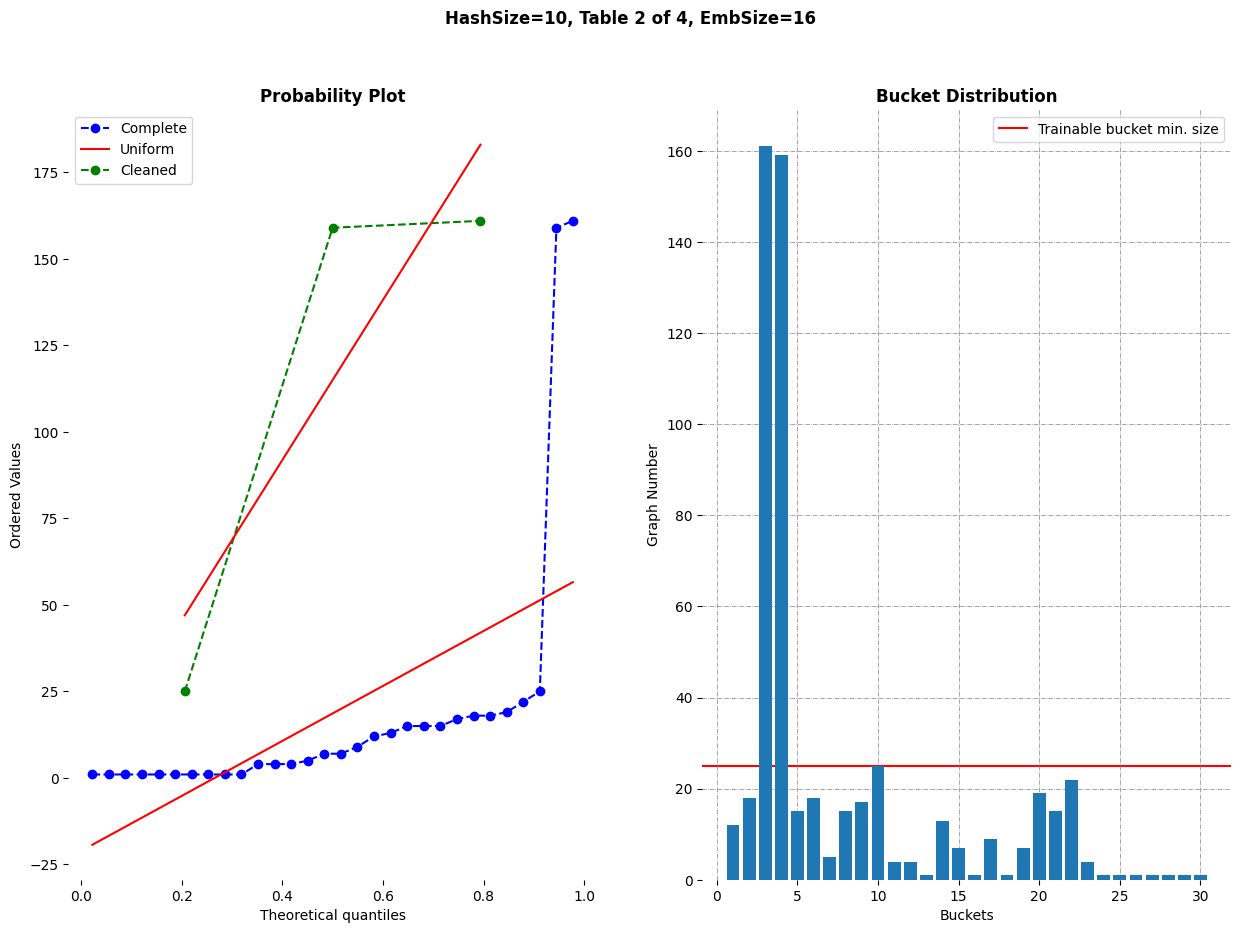 HashSize=10, Table 2 of 4, EmbSize=16
Probability Plot
Complete
Uniform
Cleaned
175
150
125
100
75
50
25
0
−25
Ordered Values
0.0 0.2 0.4 0.6 0.8 1.0
Theoretical quantiles
Bucket Distribution
Trainable bucket min. size
160
140
120
100
80
60
40
20
0
Graph Number
0 5 10 15 20 25 30
Buckets